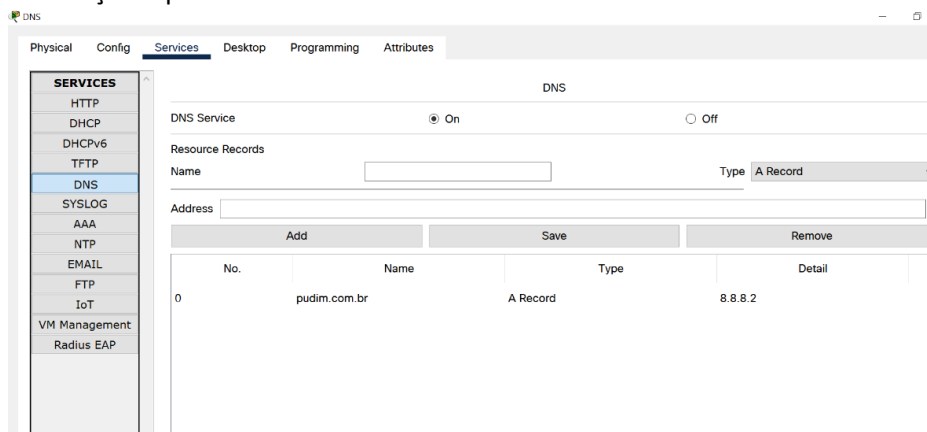 DNS
Physical Config Services Desktop Programming Attributes
SERVICES
HTTP
DHCP
DHCPv6
TFTP
DNS
SYSLOG
AAA
NTP
EMAIL
FTP
IoT
VM Management
Radius EAP
DNS
DNS Service On Off
Resource Records
Name Type A Record
Address
Add Save Remove
No. Name Type Detail
0 pudim.com.br A Record 8.8.8.2